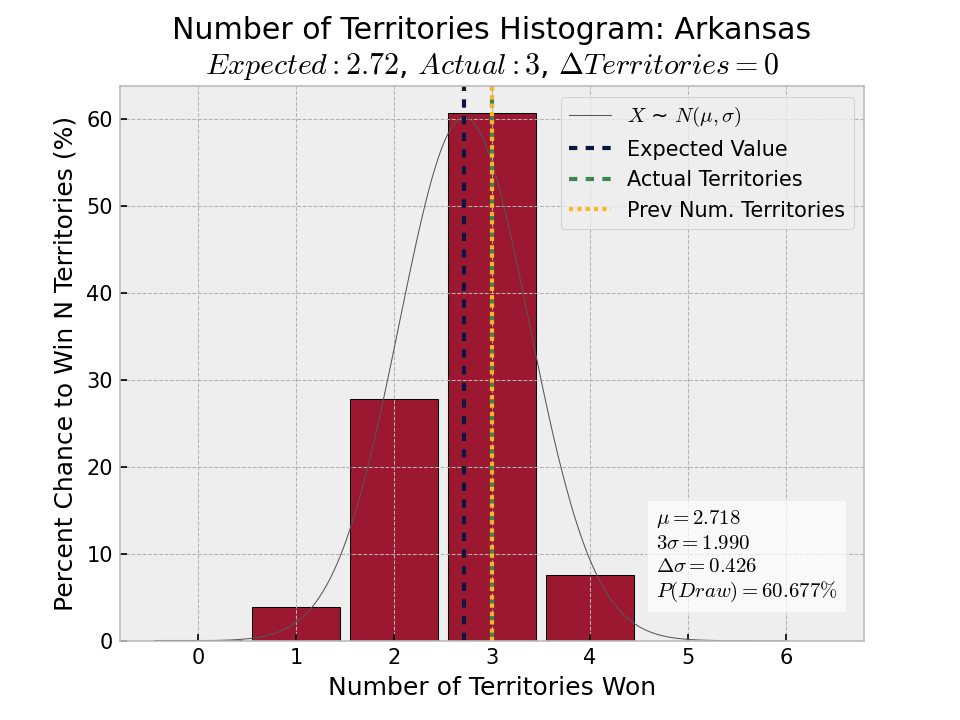 Number of Territories Histogram: Arkansas
Expected : 2.72, Actual : 3, ΔTerritories = 0
Percent Chance to Win N Territories (%)
60
50
40
30
20
10
0
X ~ N(μ, σ)
Expected Value
Actual Territories
Prev Num. Territories
μ = 2.718
3σ = 1.990
Δσ = 0.426
P(Draw) = 60.677%
0 1 2 3 4 5 6
Number of Territories Won